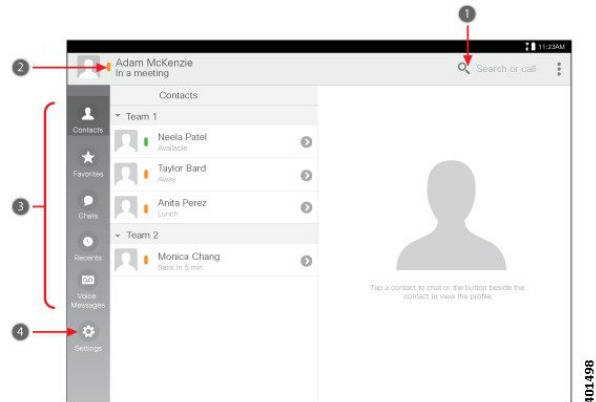 1
11:23AM
2
Adam McKenzie
In a meeting
Search or call
Contacts
Team 1
Contacts
Neela Patel
Available
Favorites
Taylor Bard
Away
3
Chats
Anita Perez
Lunch
Team 2
Recents
Monica Chang
Back in 5 min
Voice
Messages
Tap a contact to chat or the button beside the
contact to view the profile.
4
Settings
401498